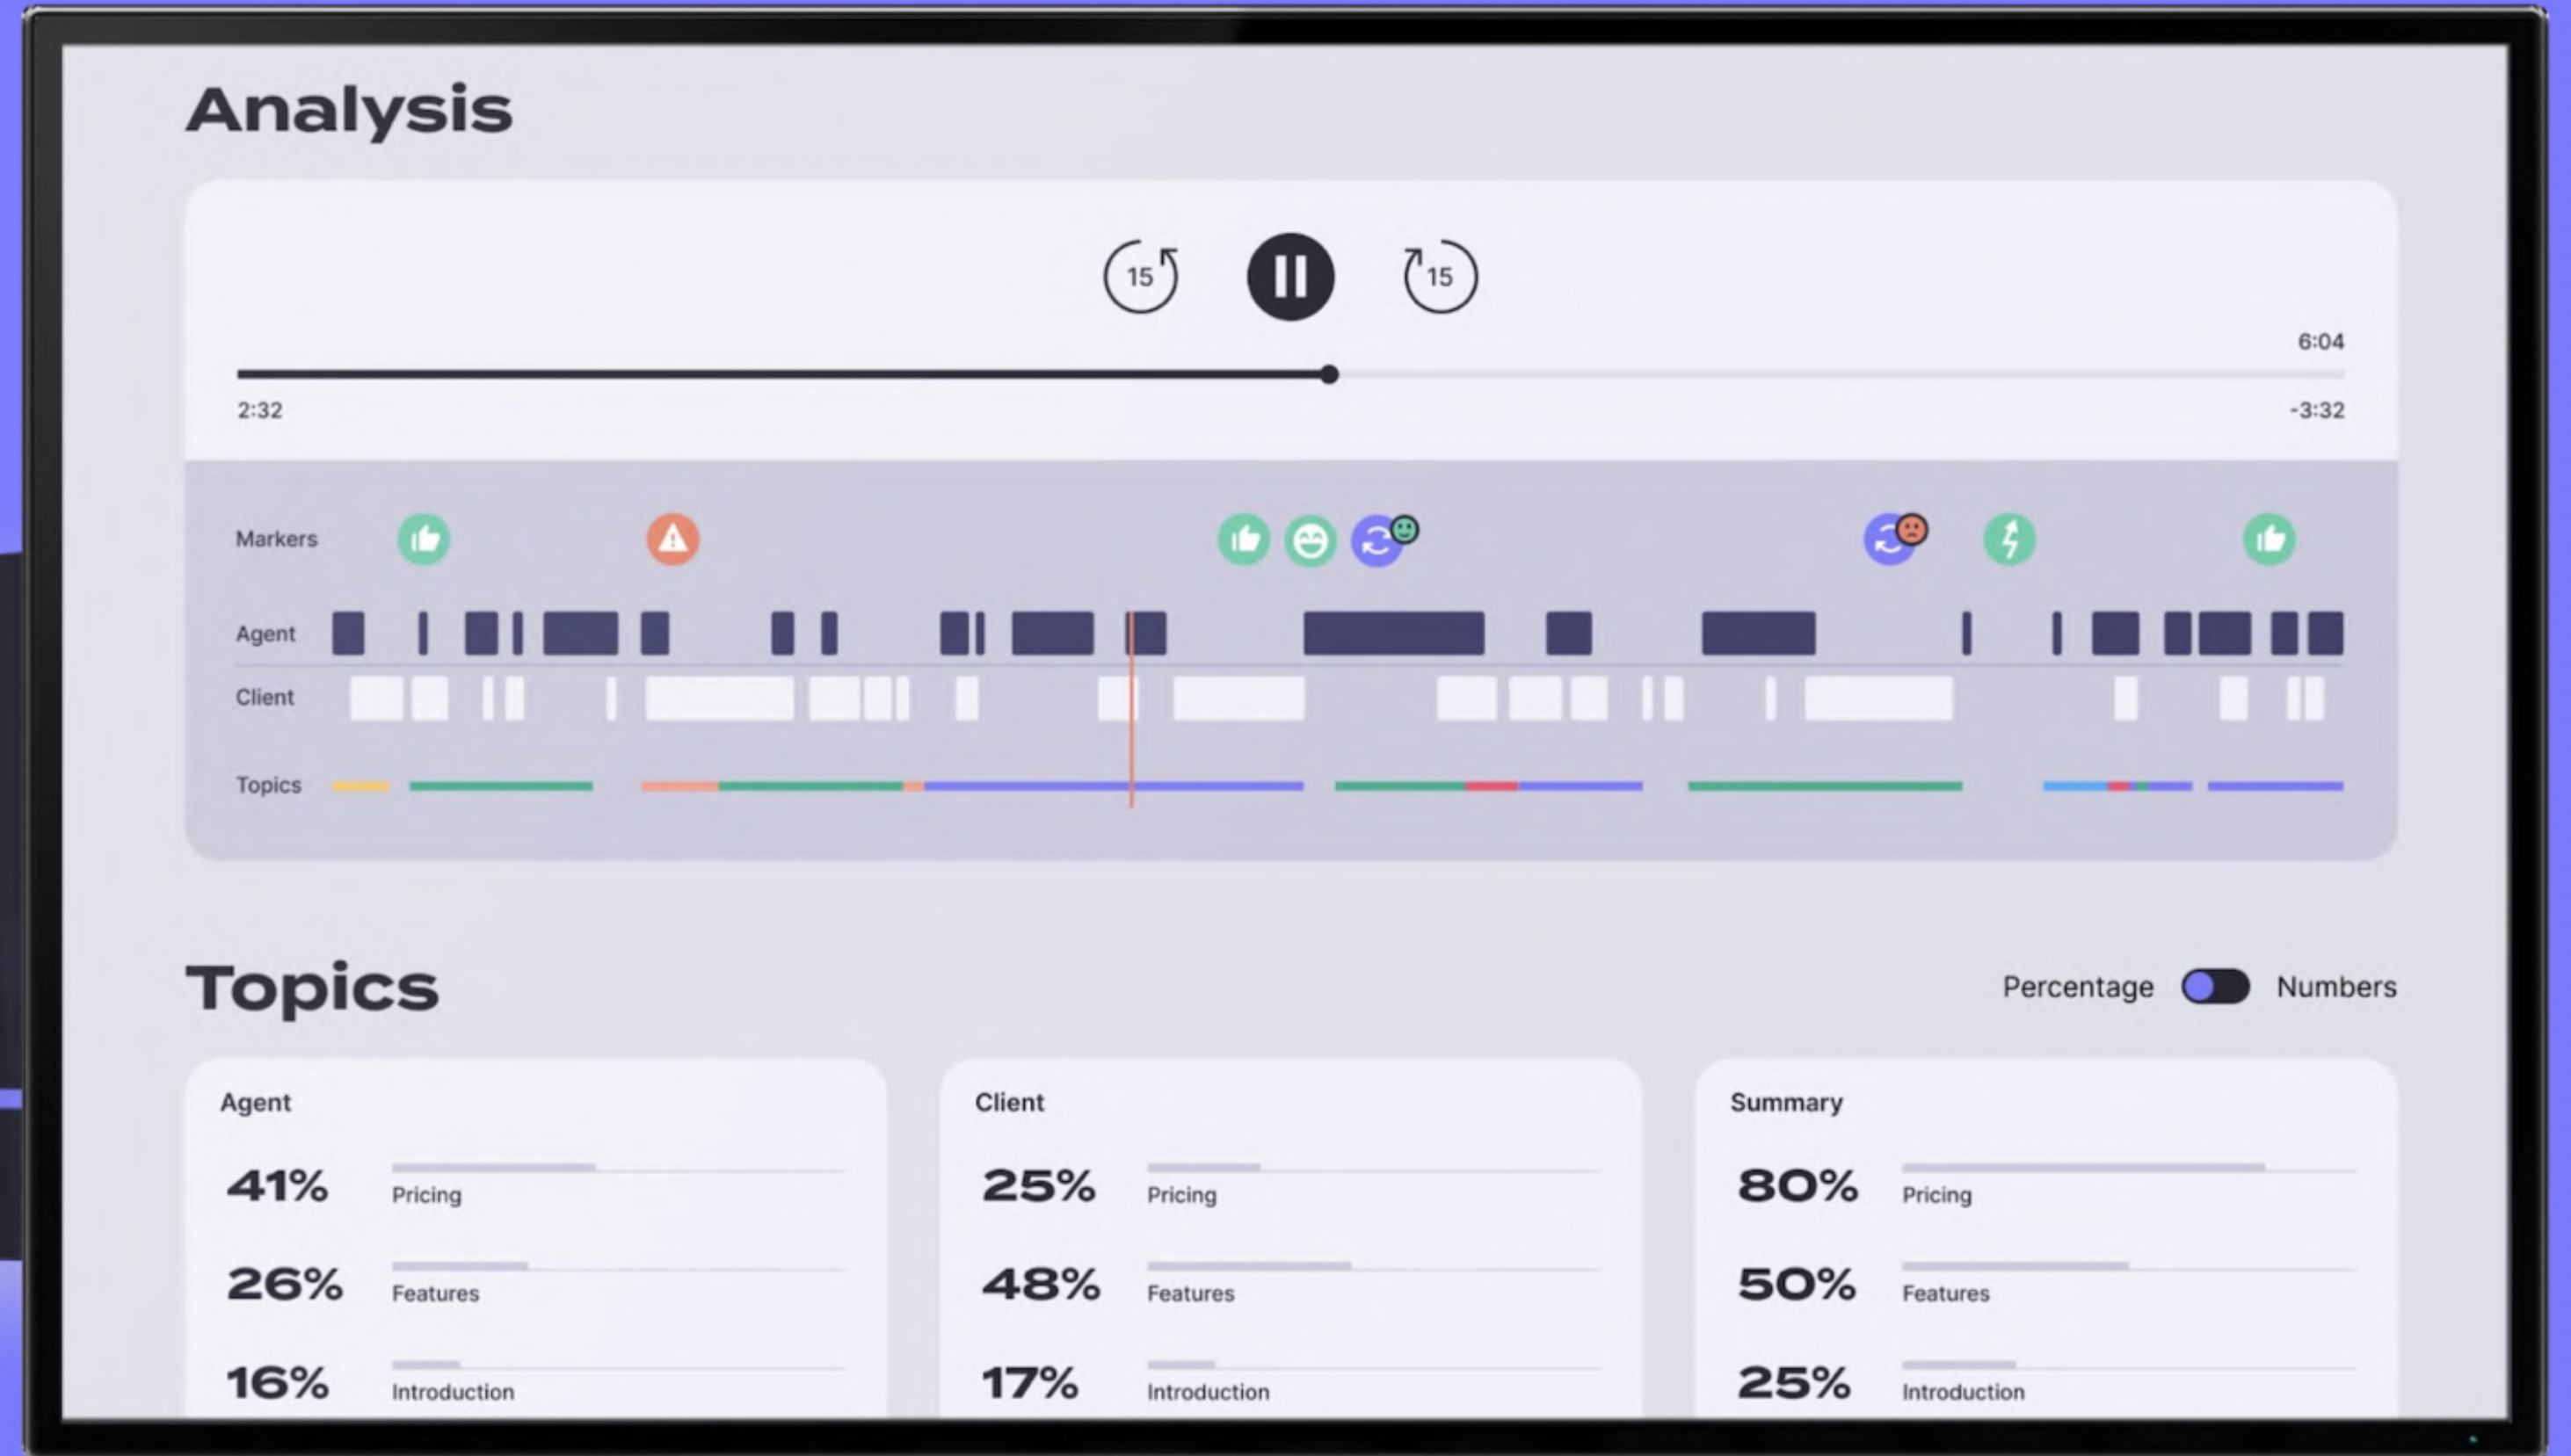 Analysis
15
15
6:04
2:32
-3:32
Markers
Agent
Client
Topics
Topics
Percentage
Numbers
Agent
41%
Pricing
26%
Features
16%
Introduction
Client
25%
Pricing
48%
Features
17%
Introduction
Summary
80%
Pricing
50%
Features
25%
Introduction